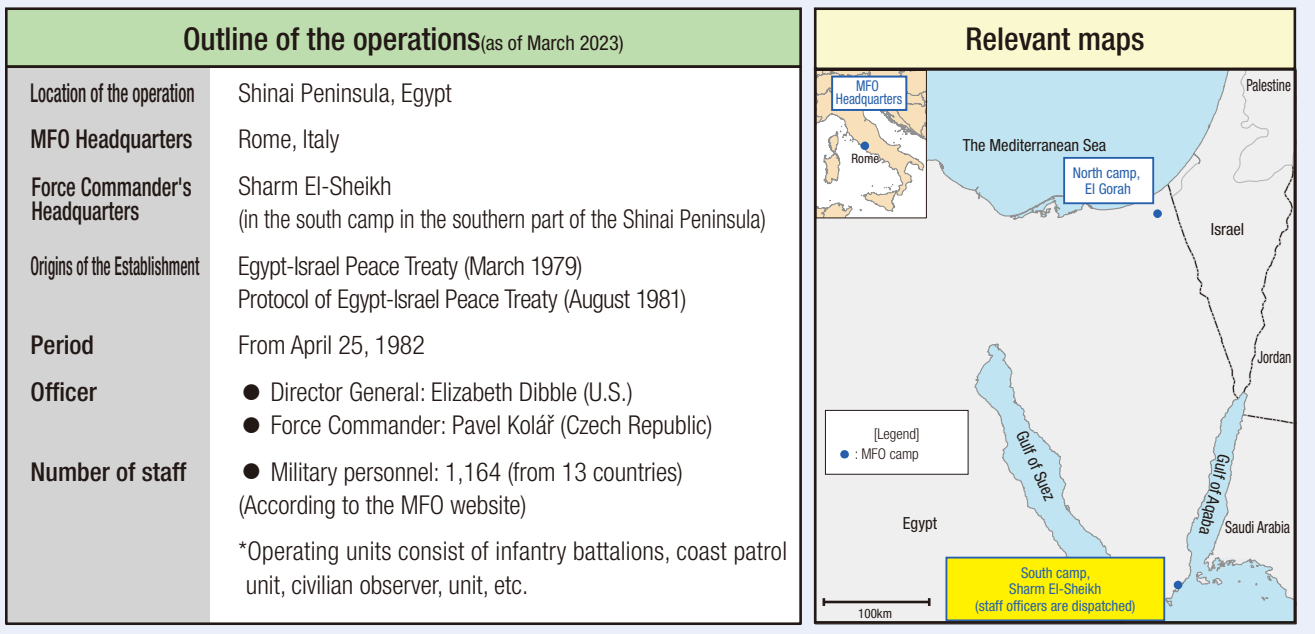 Outline of the operations(as of March 2023)
Location of the operation
Shinai Peninsula, Egypt
MFO Headquarters
Rome, Italy
Force Commander's
Headquarters
Sharm El-Sheikh
(in the south camp in the southern part of the Shinai Peninsula)
Origins of the Establishment
Egypt-Israel Peace Treaty (March 1979)
Protocol of Egypt-Israel Peace Treaty (August 1981)
Period
From April 25, 1982
Officer
● Director General: Elizabeth Dibble (U.S.)
● Force Commander: Pavel Kolář (Czech Republic)
Number of staff
● Military personnel: 1,164 (from 13 countries)
(According to the MFO website)
*Operating units consist of infantry battalions, coast patrol
unit, civilian observer, unit, etc.
Relevant maps
MFO
Headquarters
Rome
The Mediterranean Sea
Palestine
North camp,
El Gorah
Israel
Jordan
[Legend]
● : MFO camp
Gulf of Suez
Gulf of Aqaba
Egypt
Saudi Arabia
South camp,
Sharm El-Sheikh
(staff officers are dispatched)
100km